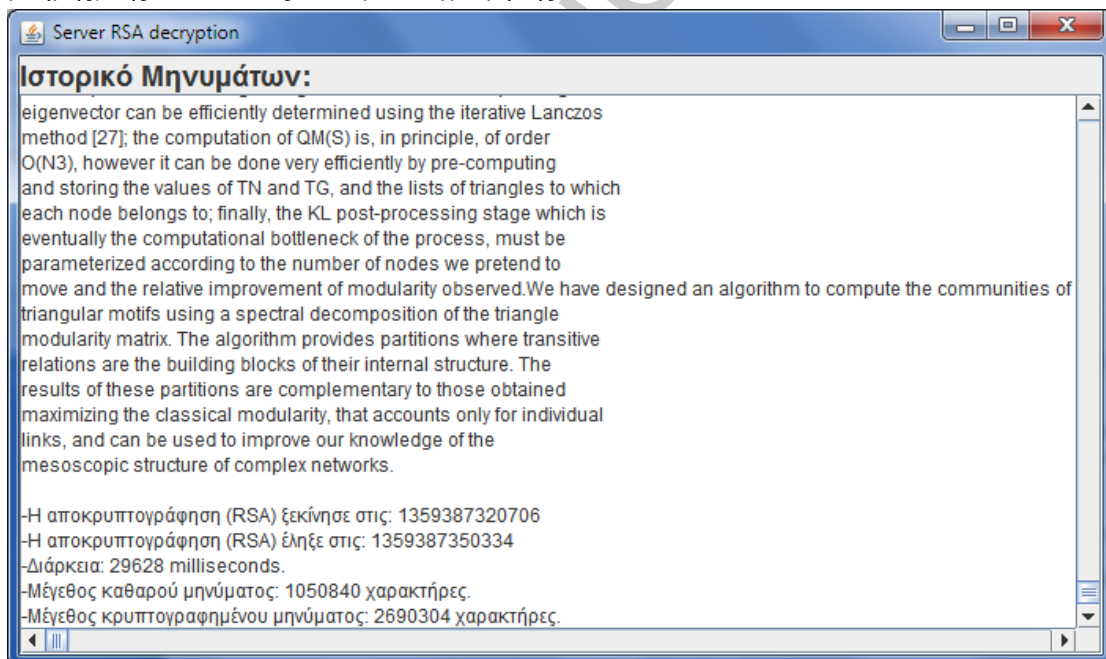 Server RSA decryption
Ιστορικό Μηνυμάτων:
eigenvector can be efficiently determined using the iterative Lanczos
method [27]; the computation of QM(S) is, in principle, of order
O(N3), however it can be done very efficiently by pre-computing
and storing the values of TN and TG, and the lists of triangles to which
each node belongs to; finally, the KL post-processing stage which is
eventually the computational bottleneck of the process, must be
parameterized according to the number of nodes we pretend to
move and the relative improvement of modularity observed.We have designed an algorithm to compute the communities of
triangular motifs using a spectral decomposition of the triangle
modularity matrix. The algorithm provides partitions where transitive
relations are the building blocks of their internal structure. The
results of these partitions are complementary to those obtained
maximizing the classical modularity, that accounts only for individual
links, and can be used to improve our knowledge of the
mesoscopic structure of complex networks.
-Η αποκρυπτογράφηση (RSA) ξεκίνησε στις: 1359387320706
-Η αποκρυπτογράφηση (RSA) έληξε στις: 1359387350334
-Διάρκεια: 29628 milliseconds.
-Μέγεθος καθαρού μηνύματος: 1050840 χαρακτήρες.
-Μέγεθος κρυπτογραφημένου μηνύματος: 2690304 χαρακτήρες.